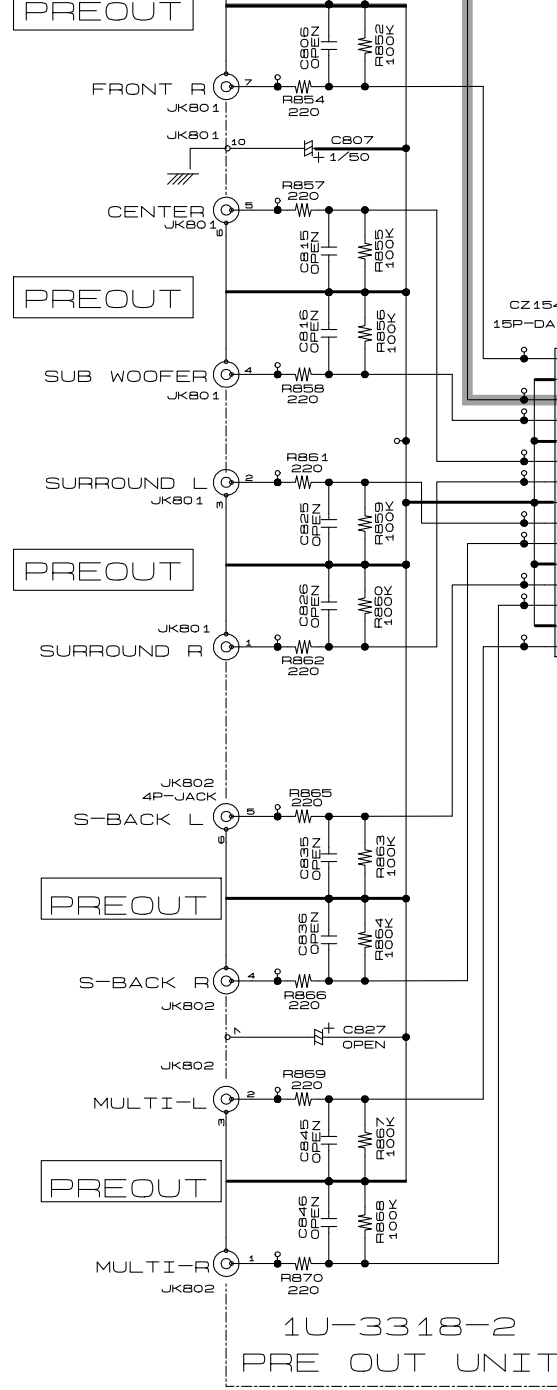 PREOUT
C806
OPEN
R852
100K
FRONT R
7
JK801
R854
220
JK801
10
C807
+ 1/50
R857
220
CENTER
5
JK801
6
C815
OPEN
R855
100K
PREOUT
C816
OPEN
R856
100K
CZ154
15P-DA
SUB WOOFER
4
JK801
R858
220
R861
220
SURROUND L
2
JK801
3
C825
OPEN
R859
100K
PREOUT
C826
OPEN
R860
100K
JK801
SURROUND R
1
R862
220
JK802
4P-JACK
R865
220
S-BACK L
5
6
C835
OPEN
R863
100K
PREOUT
C836
OPEN
R864
100K
S-BACK R
4
JK802
R866
220
7
+ C827
OPEN
JK802
R869
220
MULTI-L
2
3
C845
OPEN
R867
100K
PREOUT
C846
OPEN
R868
100K
MULTI-R
1
JK802
R870
220
1U-3318-2
PRE OUT UNIT